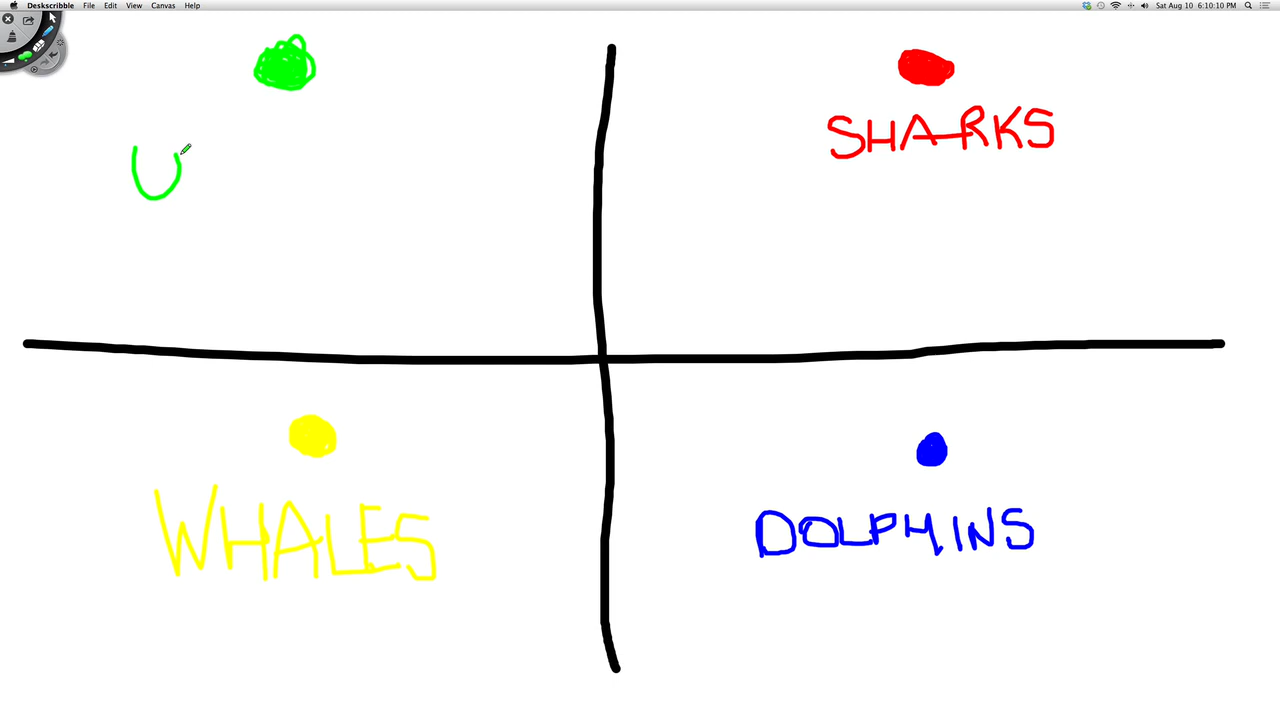 Deskscribble File Edit View Canvas Help Sat Aug 10 6:10:10 PM
SHARKS
U
WHALES
DOLPHINS